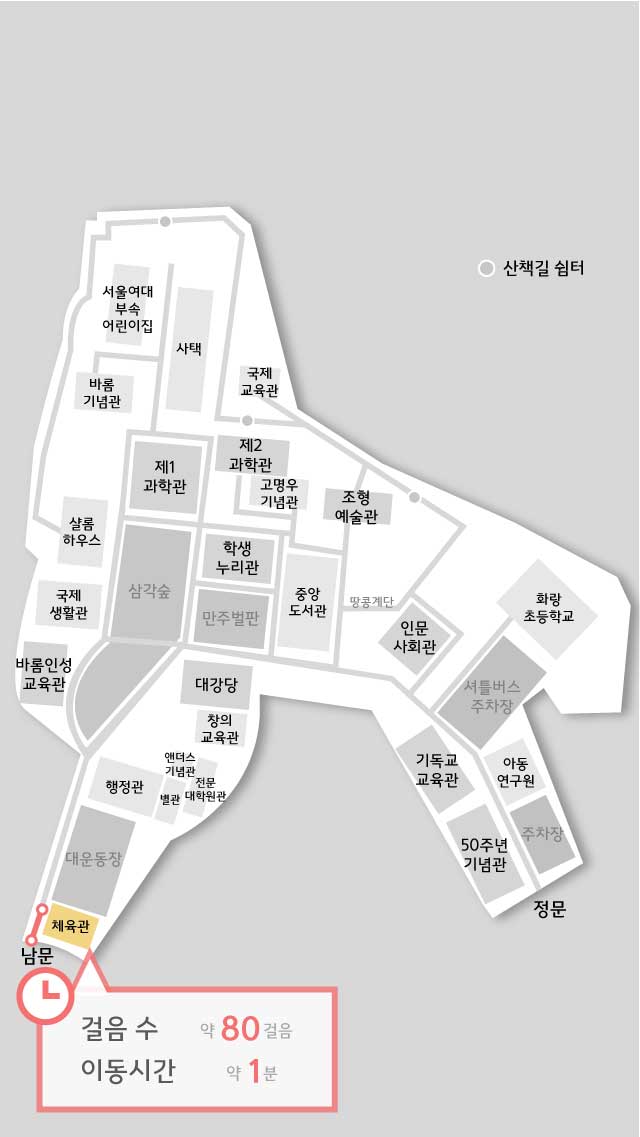 산책길 쉼터
서울여대
부속
어린이집
사택
국제
교육관
바롬
기념관
제2
과학관
제1
과학관
고명우
기념관
조형
예술관
샬롬
하우스
학생
누리관
삼각숲
중앙
도서관
만주벌판
땅콩계단
화랑
초등학교
국제
생활관
인문
사회관
바롬인성
교육관
대강당
셔틀버스
주차장
창의
교육관
앤더스
기념관
행정관
별관
전문
대학원관
기독교
교육관
아동
연구원
대운동장
50주년
기념관
주차장
체육관
정문
남문
걸음 수 약 80 걸음
이동시간 약 1 분